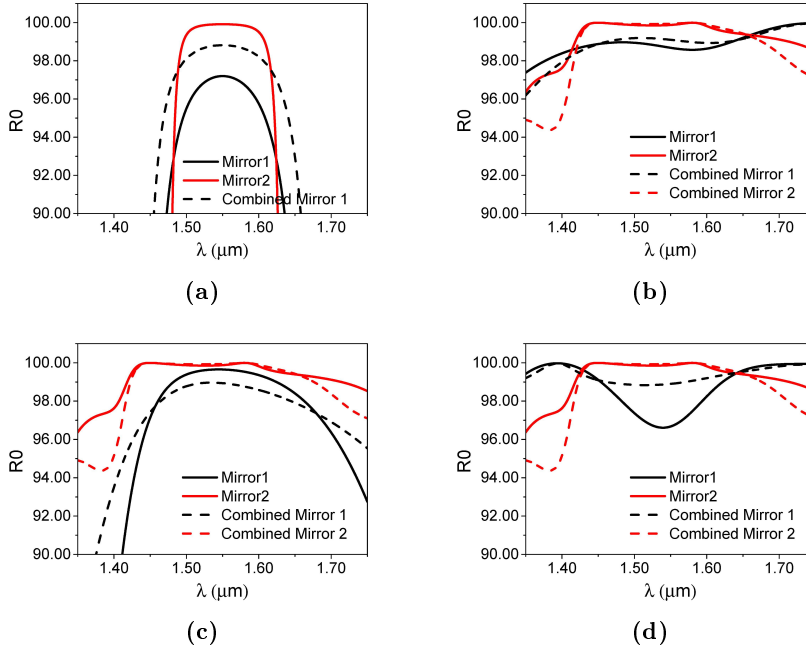 100.00
98.00
96.00
94.00
92.00
90.00
R0
Mirror1
Mirror2
Combined Mirror 1
1.40
1.50
1.60
1.70
λ (μm)
(a)
100.00
98.00
96.00
94.00
92.00
90.00
R0
Mirror1
Mirror2
Combined Mirror 1
Combined Mirror 2
1.40
1.50
1.60
1.70
λ (μm)
(b)
100.00
98.00
96.00
94.00
92.00
90.00
R0
Mirror1
Mirror2
Combined Mirror 1
Combined Mirror 2
1.40
1.50
1.60
1.70
λ (μm)
(c)
100.00
98.00
96.00
94.00
92.00
90.00
R0
Mirror1
Mirror2
Combined Mirror 1
Combined Mirror 2
1.40
1.50
1.60
1.70
λ (μm)
(d)